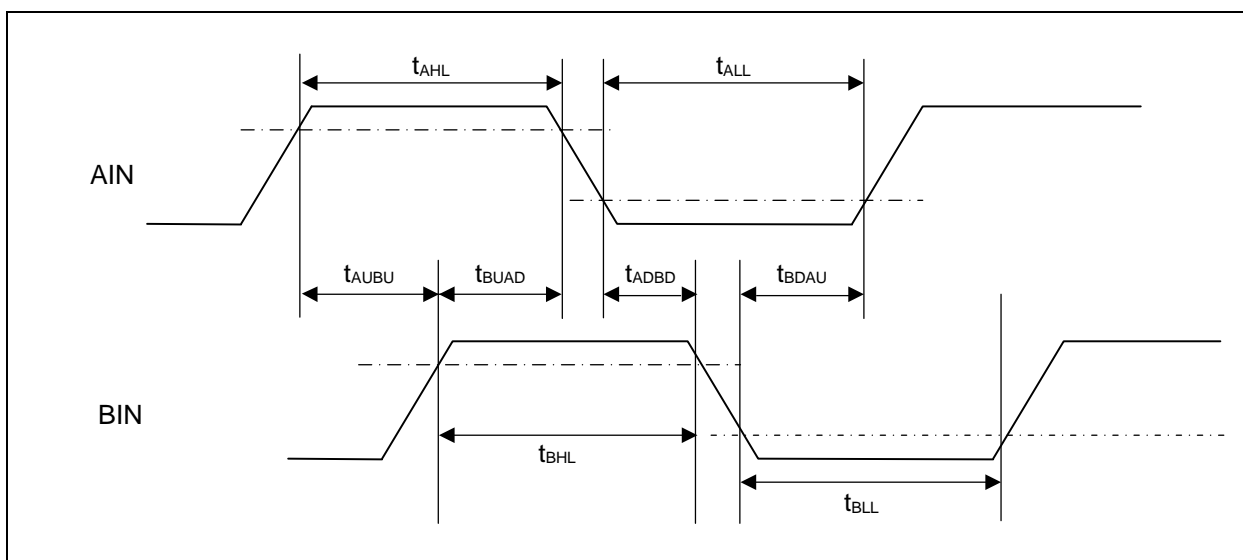 tAHL tALL
AIN
tAUBU tBUAD tADBD tBDAU
BIN
tBHL
tBLL